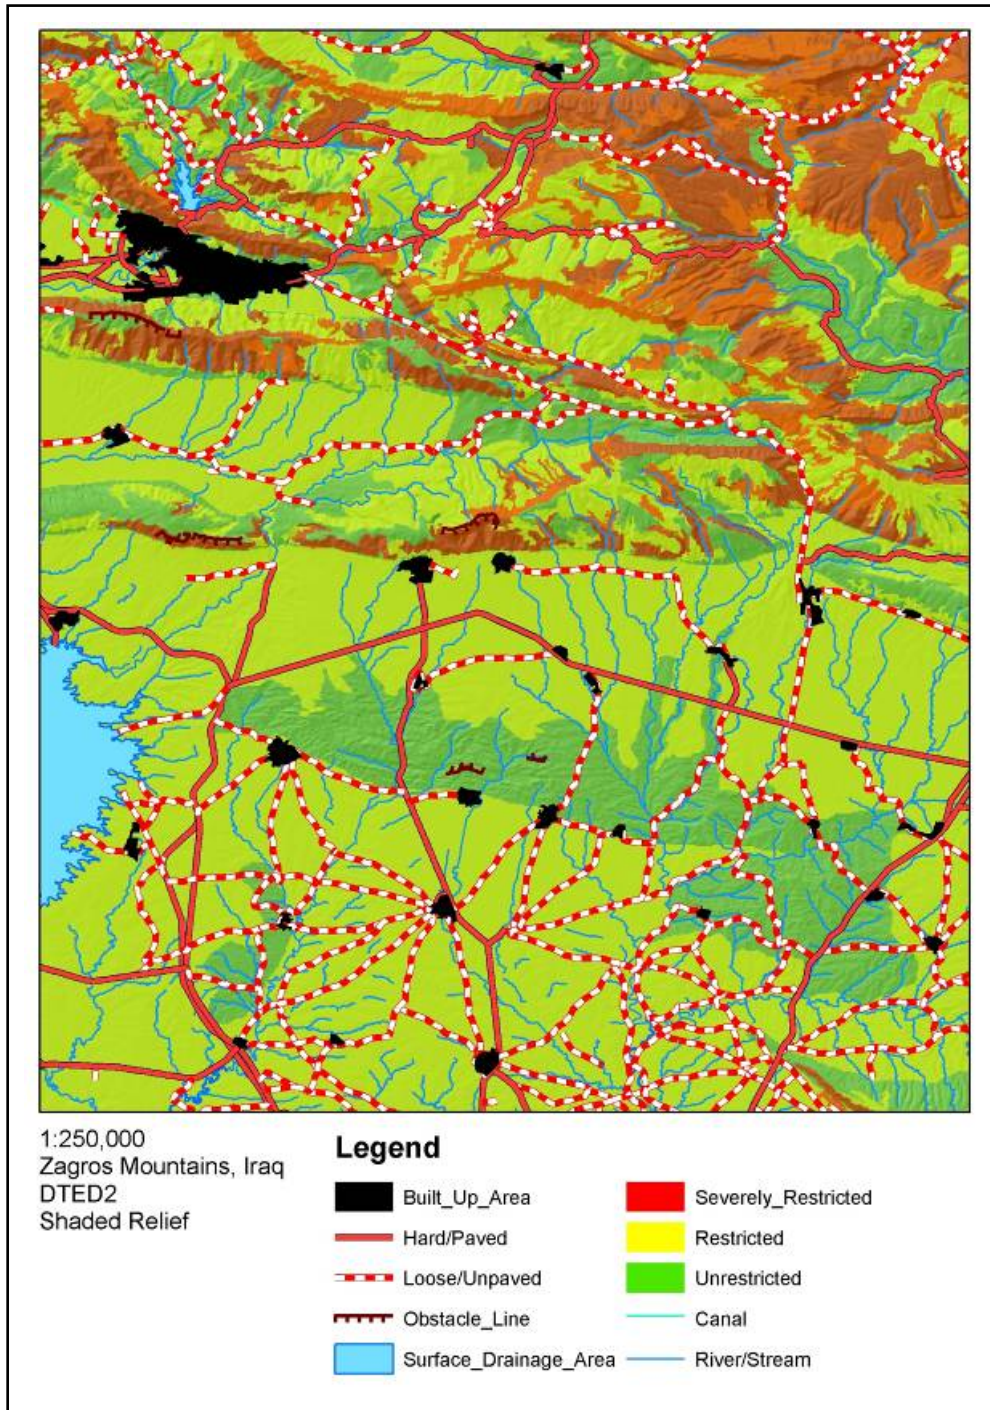 1:250,000
Zagros Mountains, Iraq
DTED2
Shaded Relief
Legend
Built_Up_Area
Hard/Paved
Loose/Unpaved
Obstacle_Line
Surface_Drainage_Area
Severely_Restricted
Restricted
Unrestricted
Canal
River/Stream